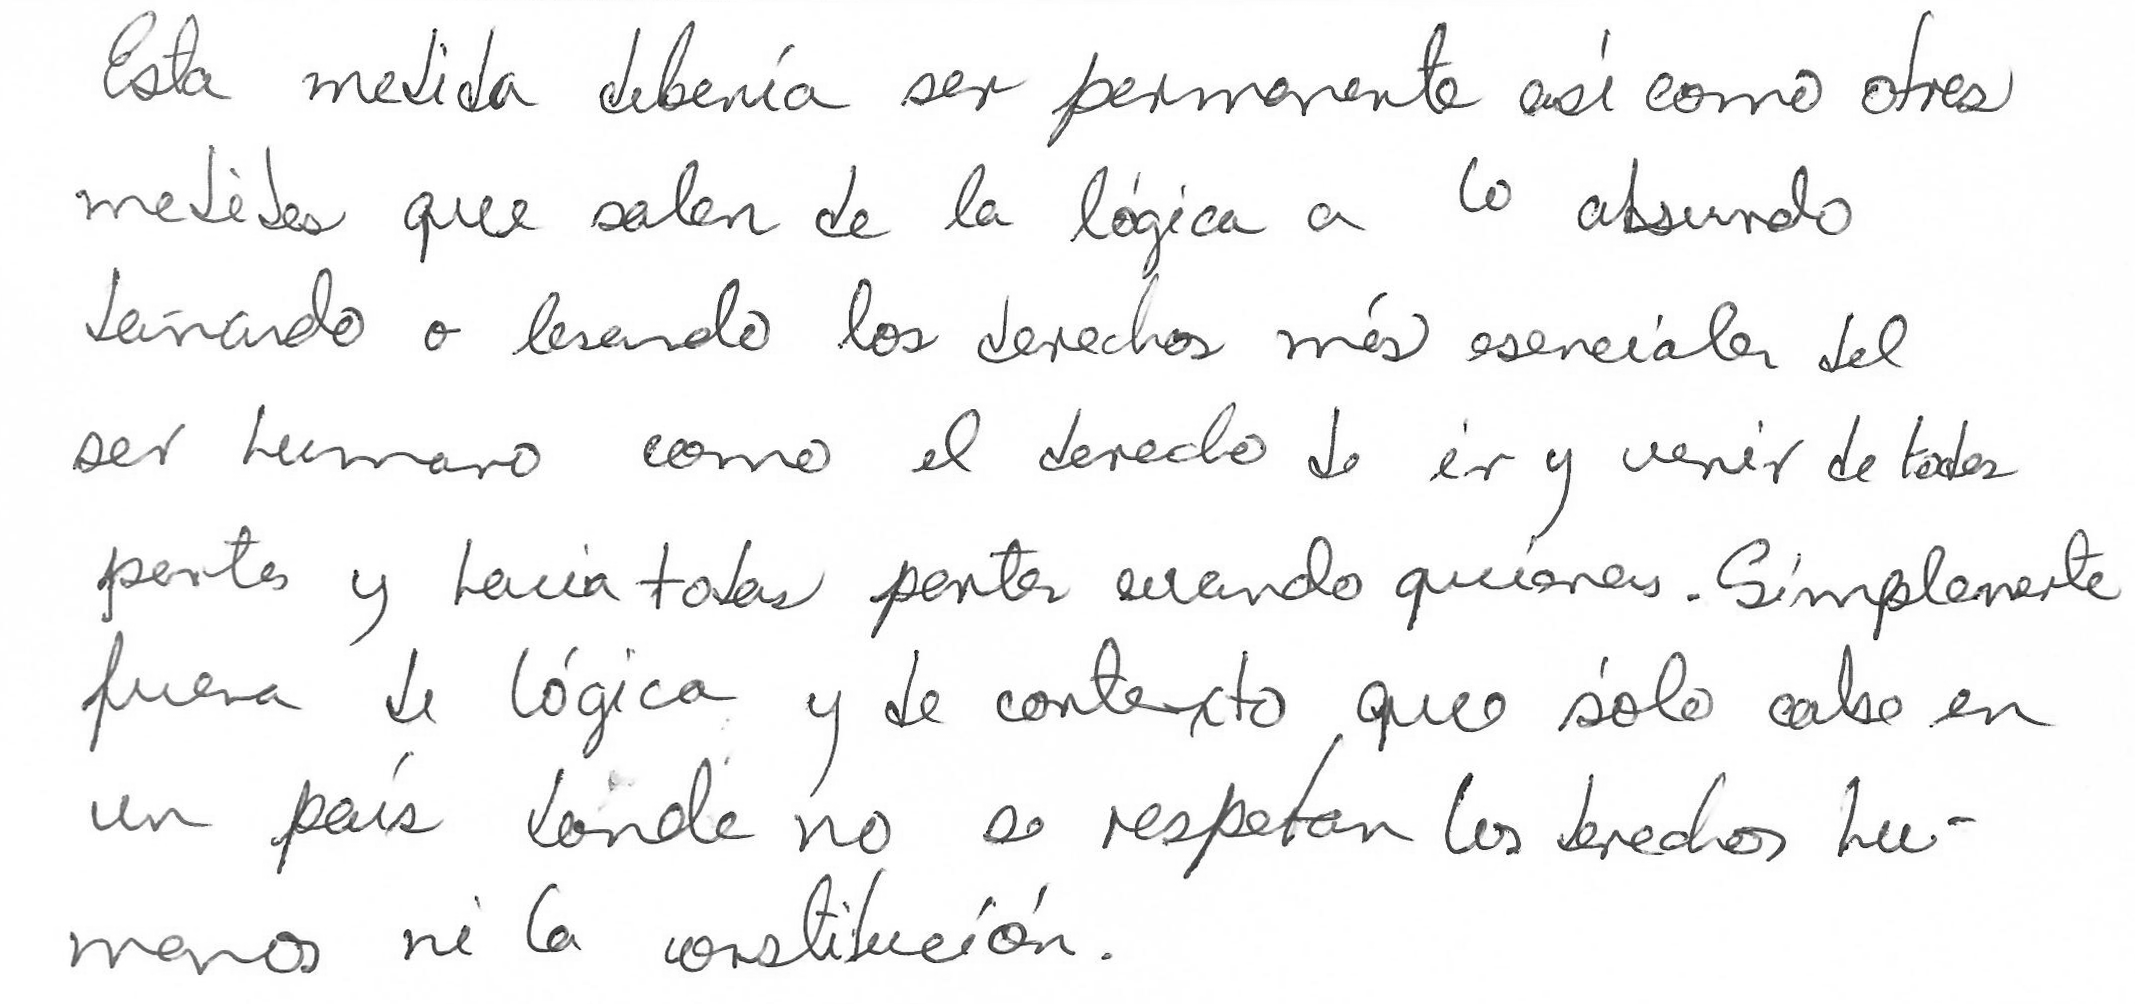 Esta medida debería ser permanente así como otras
medidas que salen de la lógica a lo absurdo
dañando o lesando los derechos más esenciales del
ser humano como el derecho de ir y venir de todas
partes y hacia todas partes cuando quieras. Simplemente
fuera de lógica y de contexto que sólo cabe en
un país donde no se respetan los derechos hu-
manos ni la constitución.